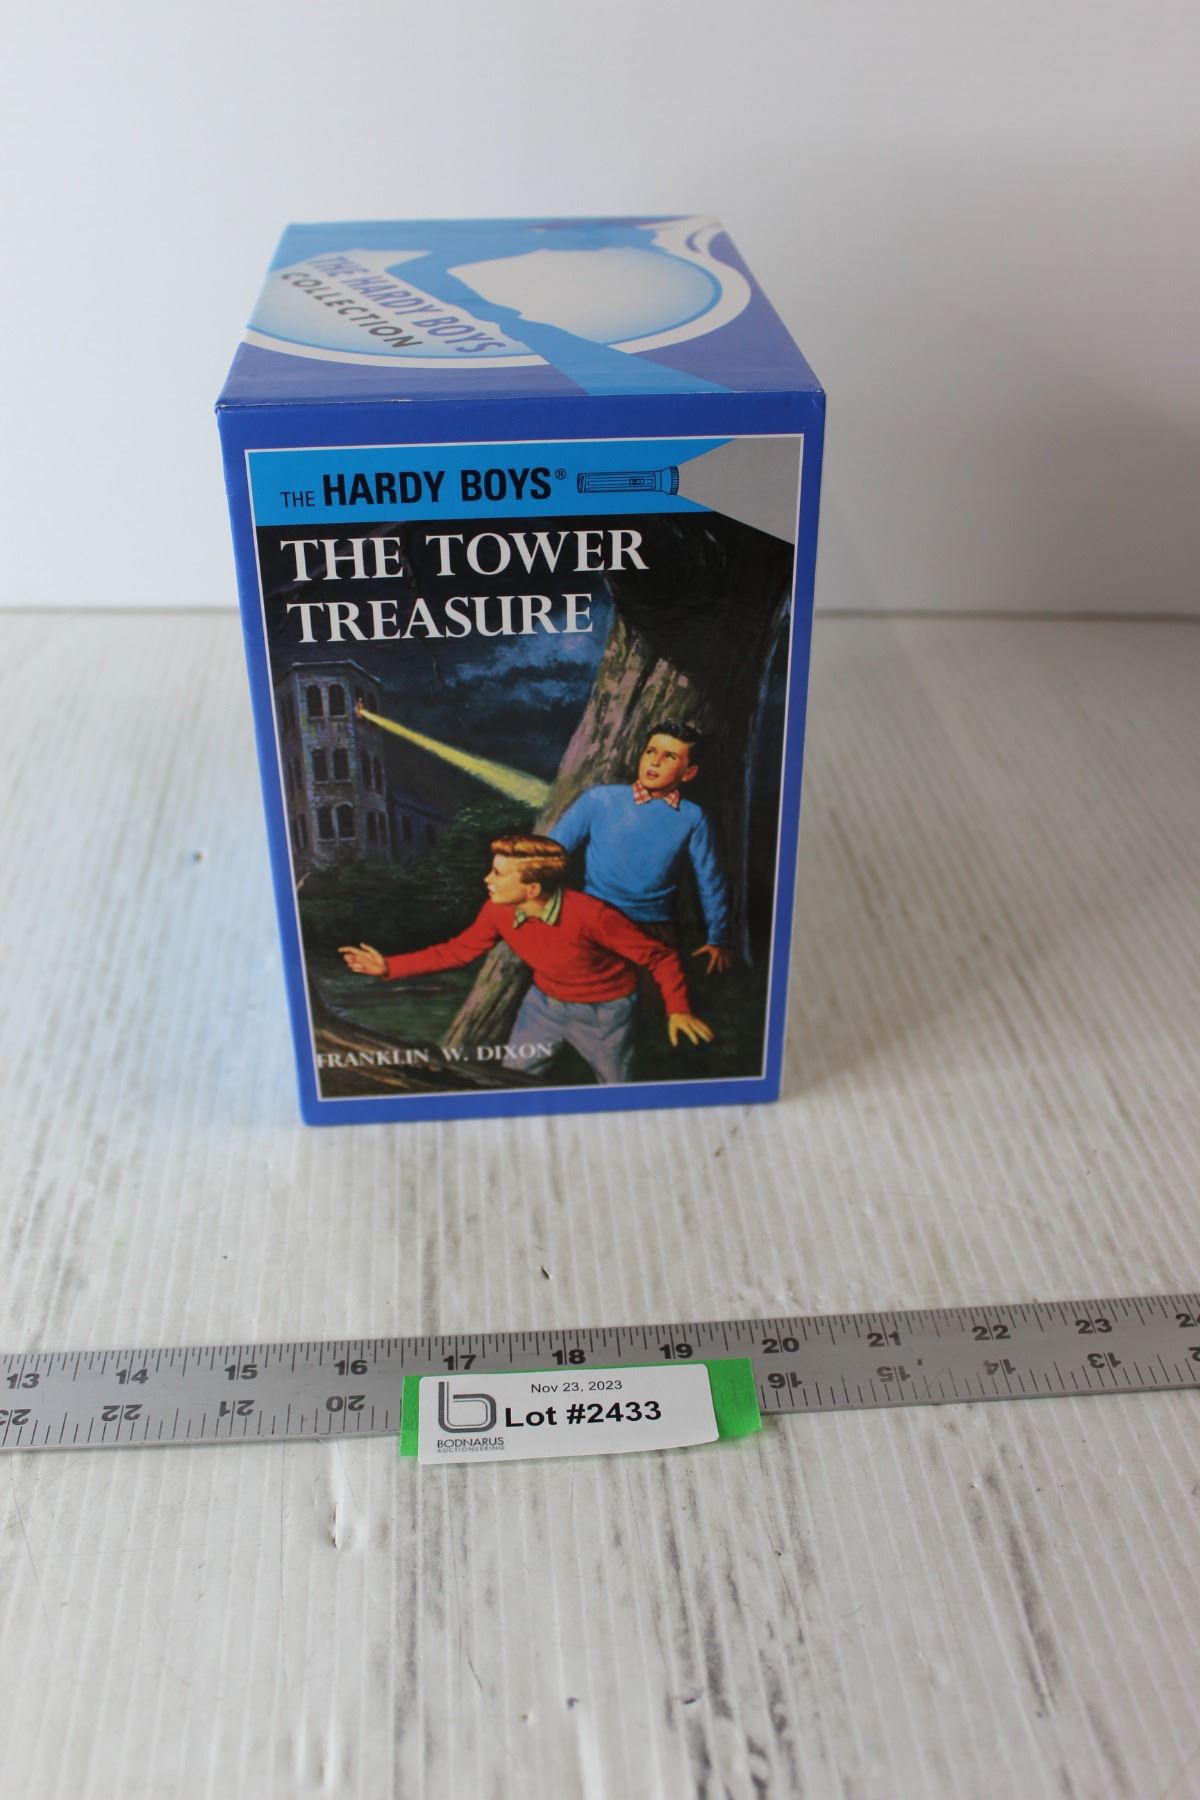 THE HARDY BOYS
COLLECTION
THE HARDY BOYS®
THE TOWER
TREASURE
FRANKLIN W. DIXON
13 14 15 16 17 18 19 20 21 22 23 24
23 22 21 20 16 15 14 13 12
Nov 23, 2023
Lot #2433
BODNARUS
AUCTIONEERING